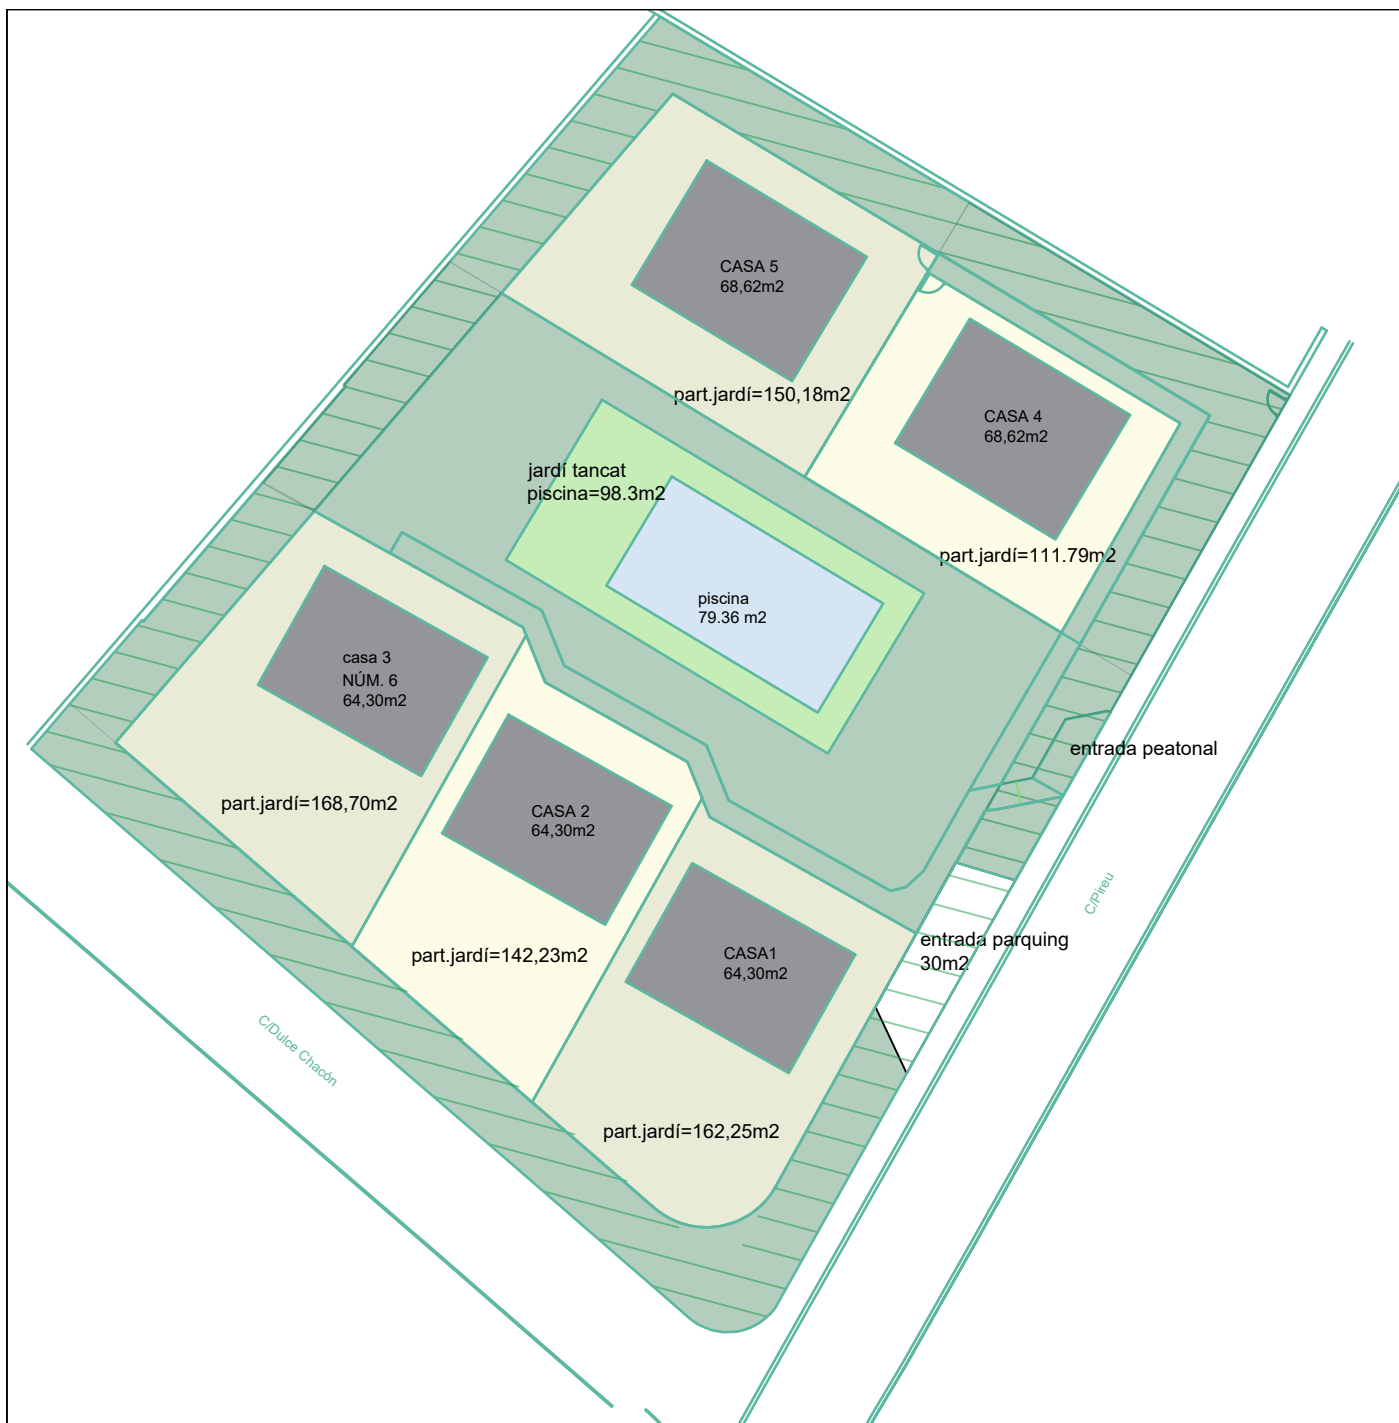 CASA 5
68,62m2
part.jardí=150,18m2
CASA 4
68,62m2
part.jardí=111.79m2
jardí tancat
piscina=98.3m2
piscina
79.36 m2
casa 3
NÚM. 6
64,30m2
part.jardí=168,70m2
CASA 2
64,30m2
part.jardí=142,23m2
CASA1
64,30m2
part.jardí=162,25m2
entrada peatonal
entrada parquing
30m2
C/Pireu
C/Dulce Chacón